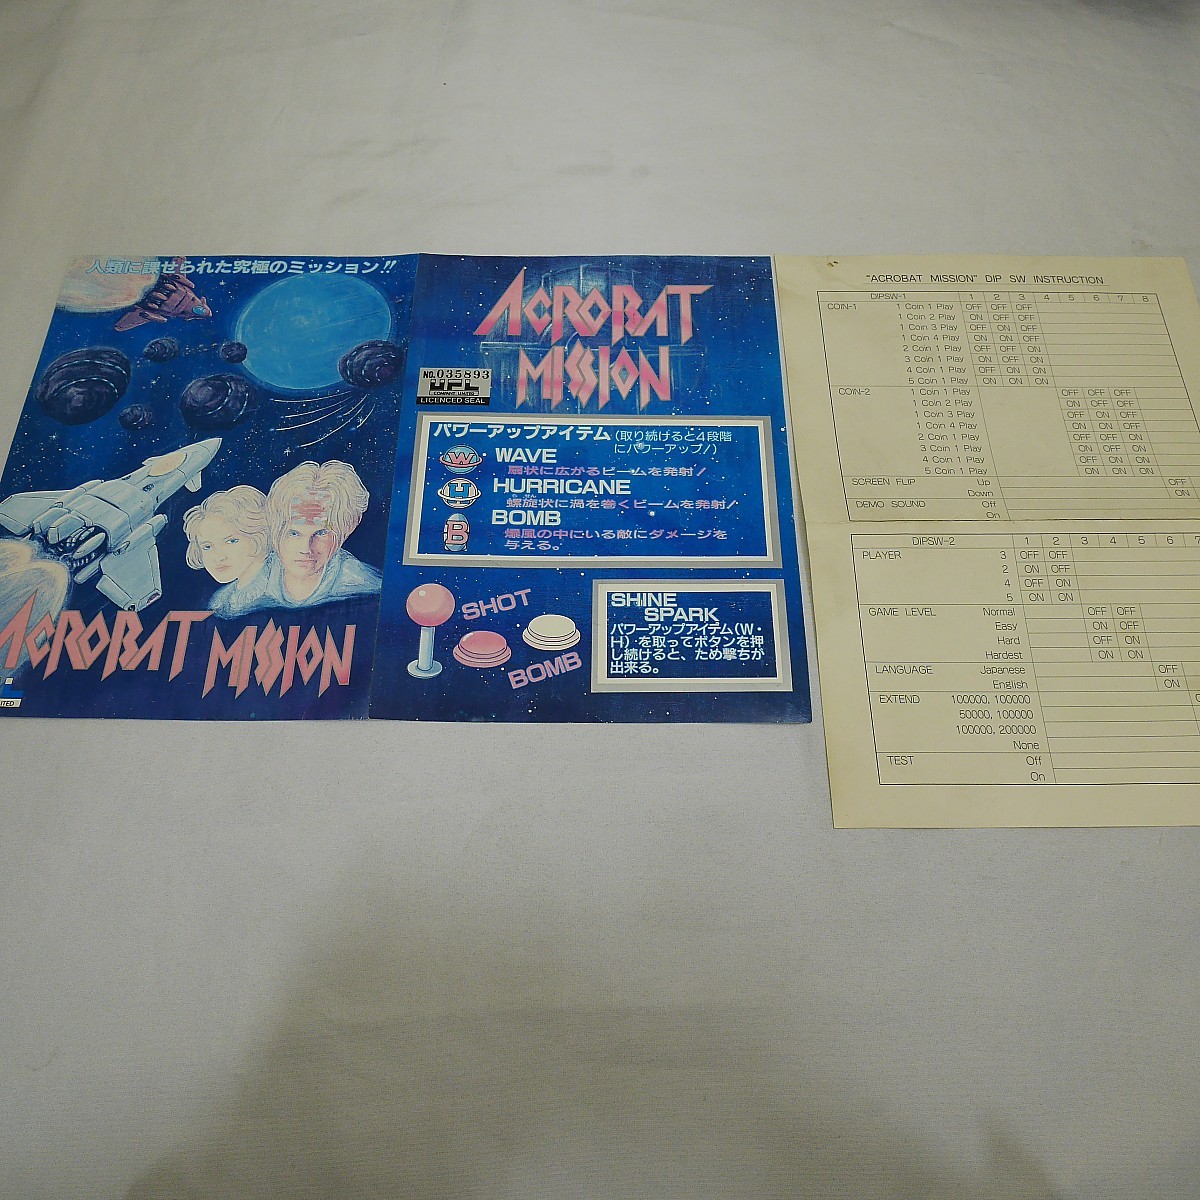 人類に課せられた究極のミッション!!
ACROBAT MISSION
ITED
ACROBAT
MISSION
NO.035893
UPL
COMPANY LIMITED
LICENCED SEAL
パワーアップアイテム(取り続けると4段階
にパワーアップ!)
W
WAVE
扇状に広がるビームを発射!
H
HURRICANE
らせん
螺旋状に渦を巻くビームを発射!
B
BOMB
爆風の中にいる敵にダメージを
与える。
SHOT
BOMB
SHINE
SPARK
パワーアップアイテム(W・
H)を取ってボタンを押
し続けると、ため撃ちが
出来る。
"ACROBAT MISSION" DIP SW INSTRUCTION
DIPSW-1 1 2 3 4 5 6 7 8
COIN-1 1 Coin 1 Play OFF OFF OFF
1 Coin 2 Play ON OFF OFF
1 Coin 3 Play OFF ON OFF
1 Coin 4 Play ON ON OFF
2 Coin 1 Play OFF OFF ON
3 Coin 1 Play ON OFF ON
4 Coin 1 Play OFF ON ON
5 Coin 1 Play ON ON ON
COIN-2 1 Coin 1 Play OFF OFF OFF
1 Coin 2 Play ON OFF OFF
1 Coin 3 Play OFF ON OFF
1 Coin 4 Play ON ON OFF
2 Coin 1 Play OFF OFF ON
3 Coin 1 Play ON OFF ON
4 Coin 1 Play OFF ON ON
5 Coin 1 Play ON ON ON
SCREEN FLIP Up OFF
Down ON
DEMO SOUND Off
On
DIPSW-2 1 2 3 4 5 6 7
PLAYER 3 OFF OFF
2 ON OFF
4 OFF ON
5 ON ON
GAME LEVEL Normal OFF OFF
Easy ON OFF
Hard OFF ON
Hardest ON ON
LANGUAGE Japanese OFF
English ON
EXTEND 100000, 100000
50000, 100000
100000, 200000
None
TEST Off
On